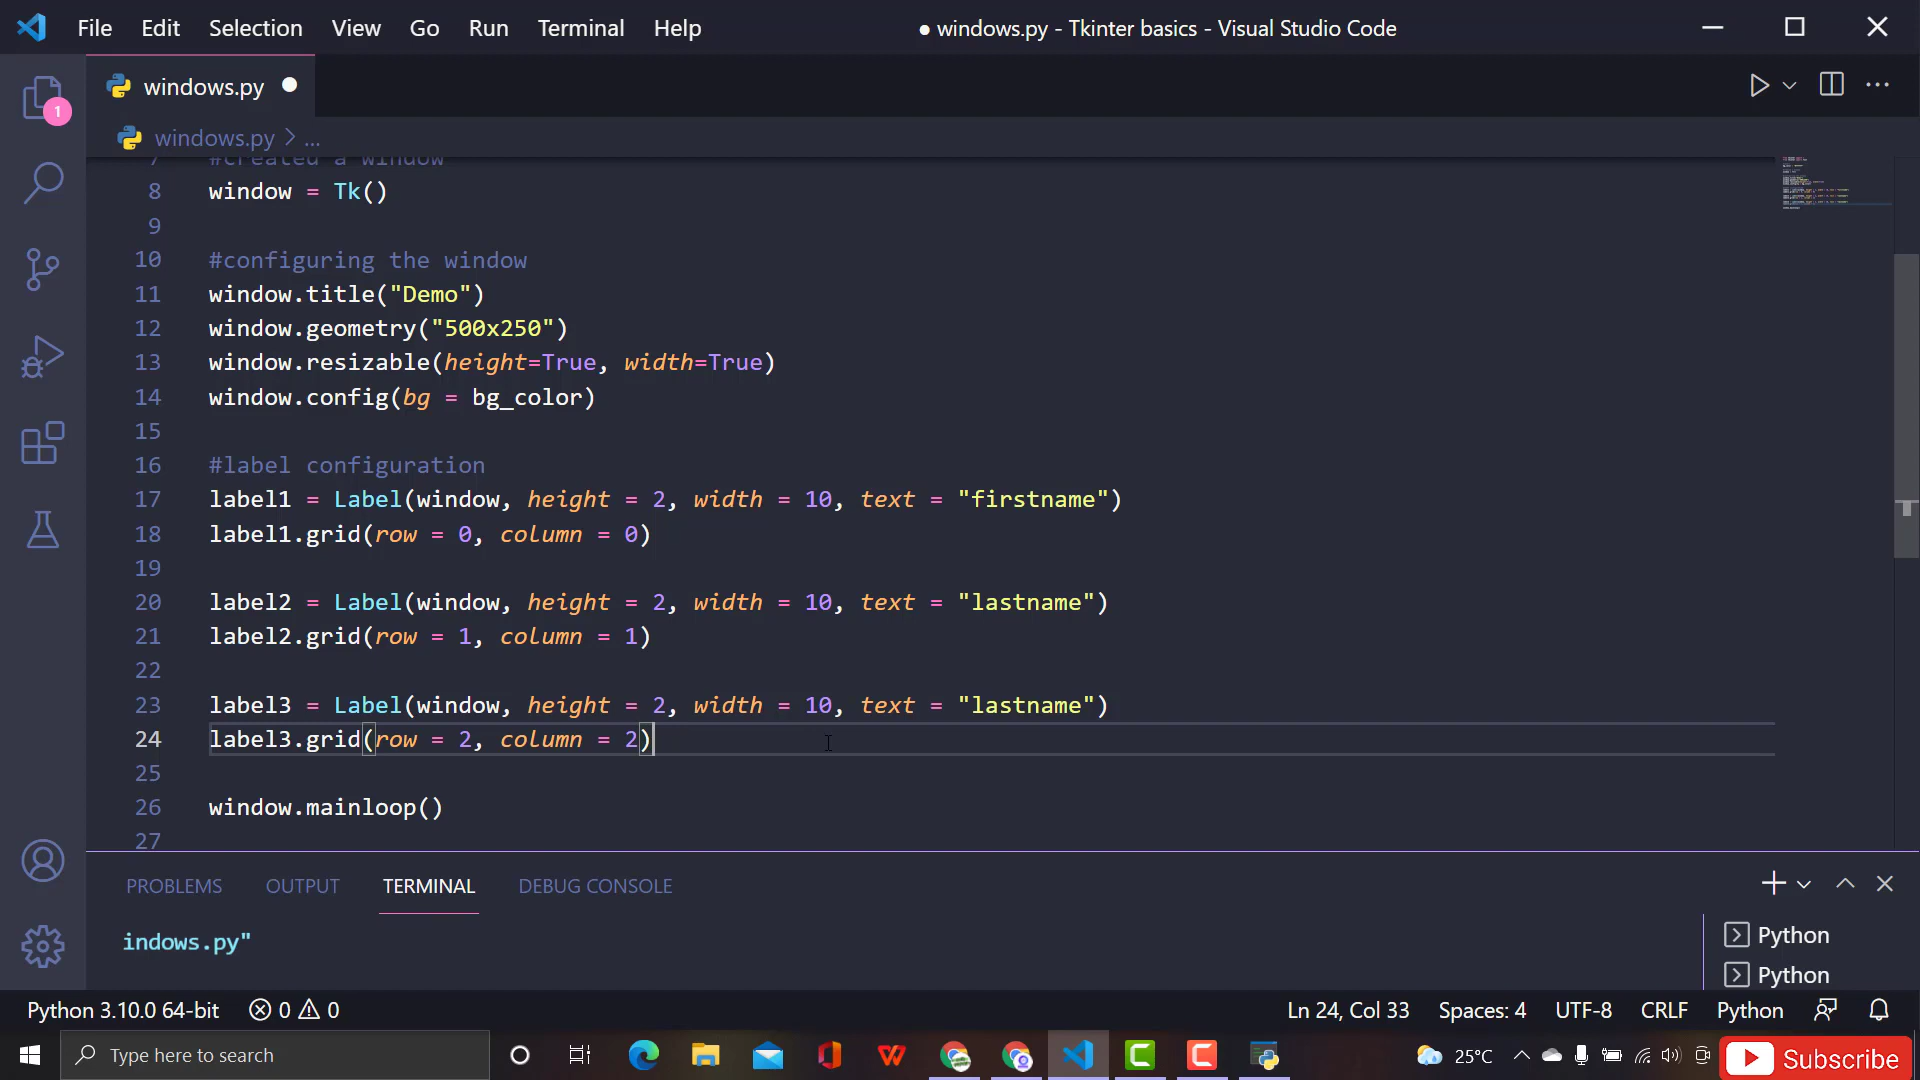 File Edit Selection View Go Run Terminal Help ● windows.py - Tkinter basics - Visual Studio Code
windows.py
1
windows.py > ...
7 #created a window
8 window = Tk()
9
10 #configuring the window
11 window.title("Demo")
12 window.geometry("500x250")
13 window.resizable(height=True, width=True)
14 window.config(bg = bg_color)
15
16 #label configuration
17 label1 = Label(window, height = 2, width = 10, text = "firstname")
18 label1.grid(row = 0, column = 0)
19
20 label2 = Label(window, height = 2, width = 10, text = "lastname")
21 label2.grid(row = 1, column = 1)
22
23 label3 = Label(window, height = 2, width = 10, text = "lastname")
24 label3.grid(row = 2, column = 2)
25
26 window.mainloop()
27
PROBLEMS OUTPUT TERMINAL DEBUG CONSOLE
indows.py"
Python
Python
Python 3.10.0 64-bit 0 0 Ln 24, Col 33 Spaces: 4 UTF-8 CRLF Python
Type here to search 25°C Subscribe